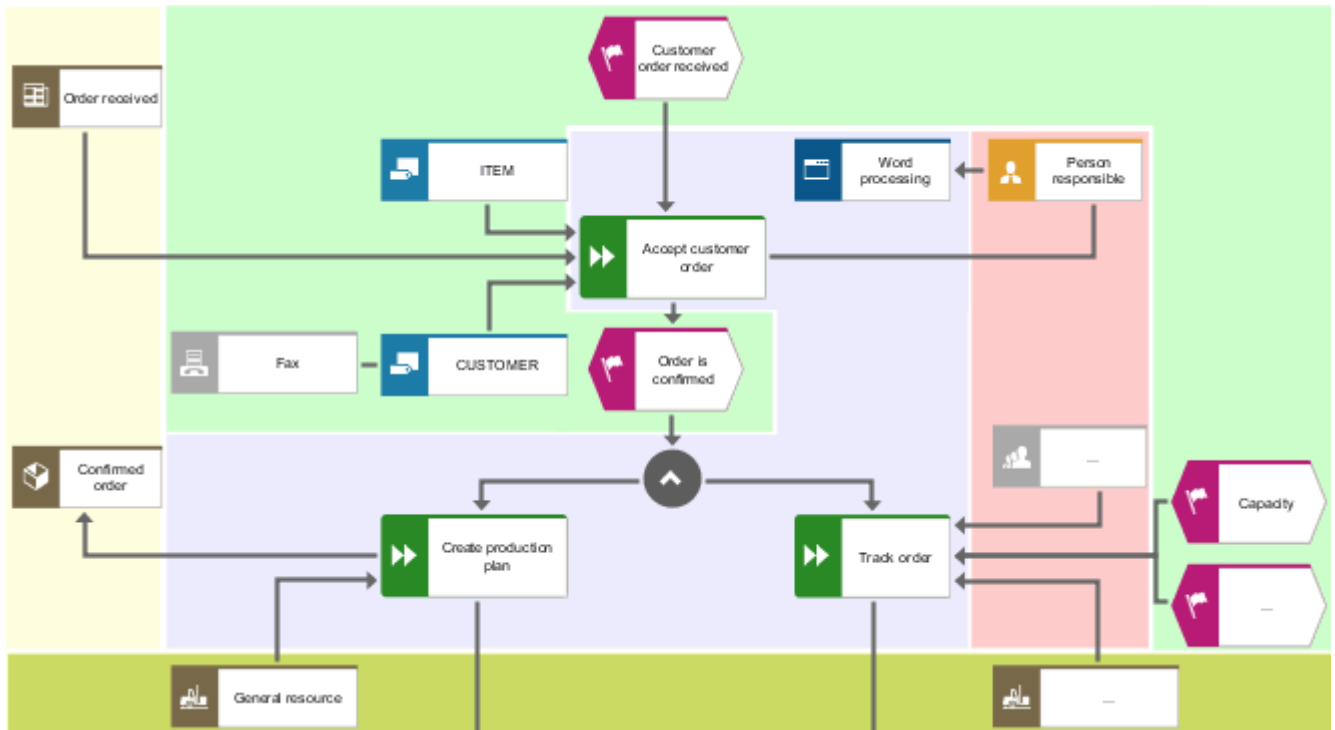 Customer
order received
Order received
ITEM
Word
processing
Person
responsible
Accept customer
order
Fax
CUSTOMER
Order is
confirmed
Confirmed
order
...
Capacity
Create production
plan
Track order
...
General resource
...